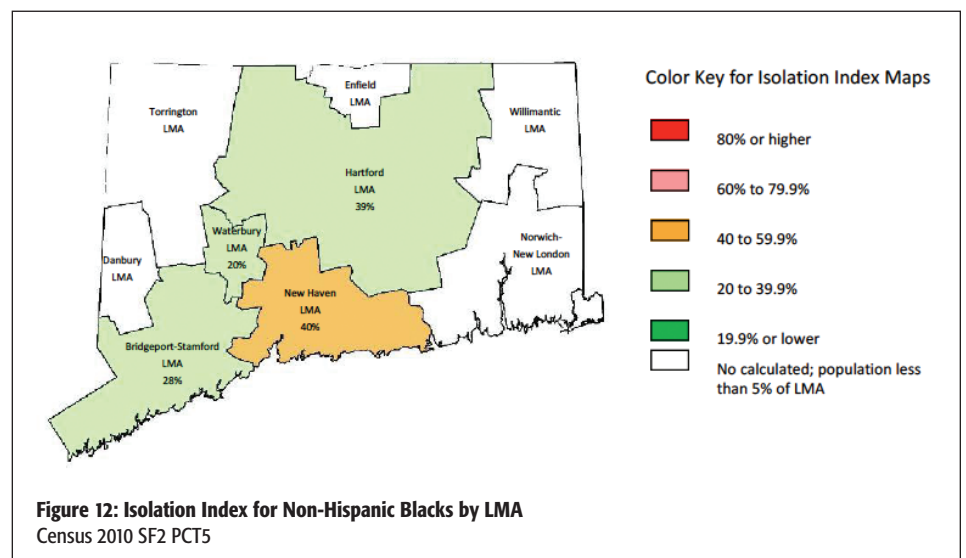 Color Key for Isolation Index Maps
80% or higher
60% to 79.9%
40 to 59.9%
20 to 39.9%
19.9% or lower
No calculated; population less
than 5% of LMA
Torrington
LMA
Enfield
LMA
Willimantic
LMA
Hartford
LMA
39%
Waterbury
LMA
20%
Danbury
LMA
Norwich-
New London
LMA
New Haven
LMA
40%
Bridgeport-Stamford
LMA
28%
Figure 12: Isolation Index for Non-Hispanic Blacks by LMA
Census 2010 SF2 PCT5